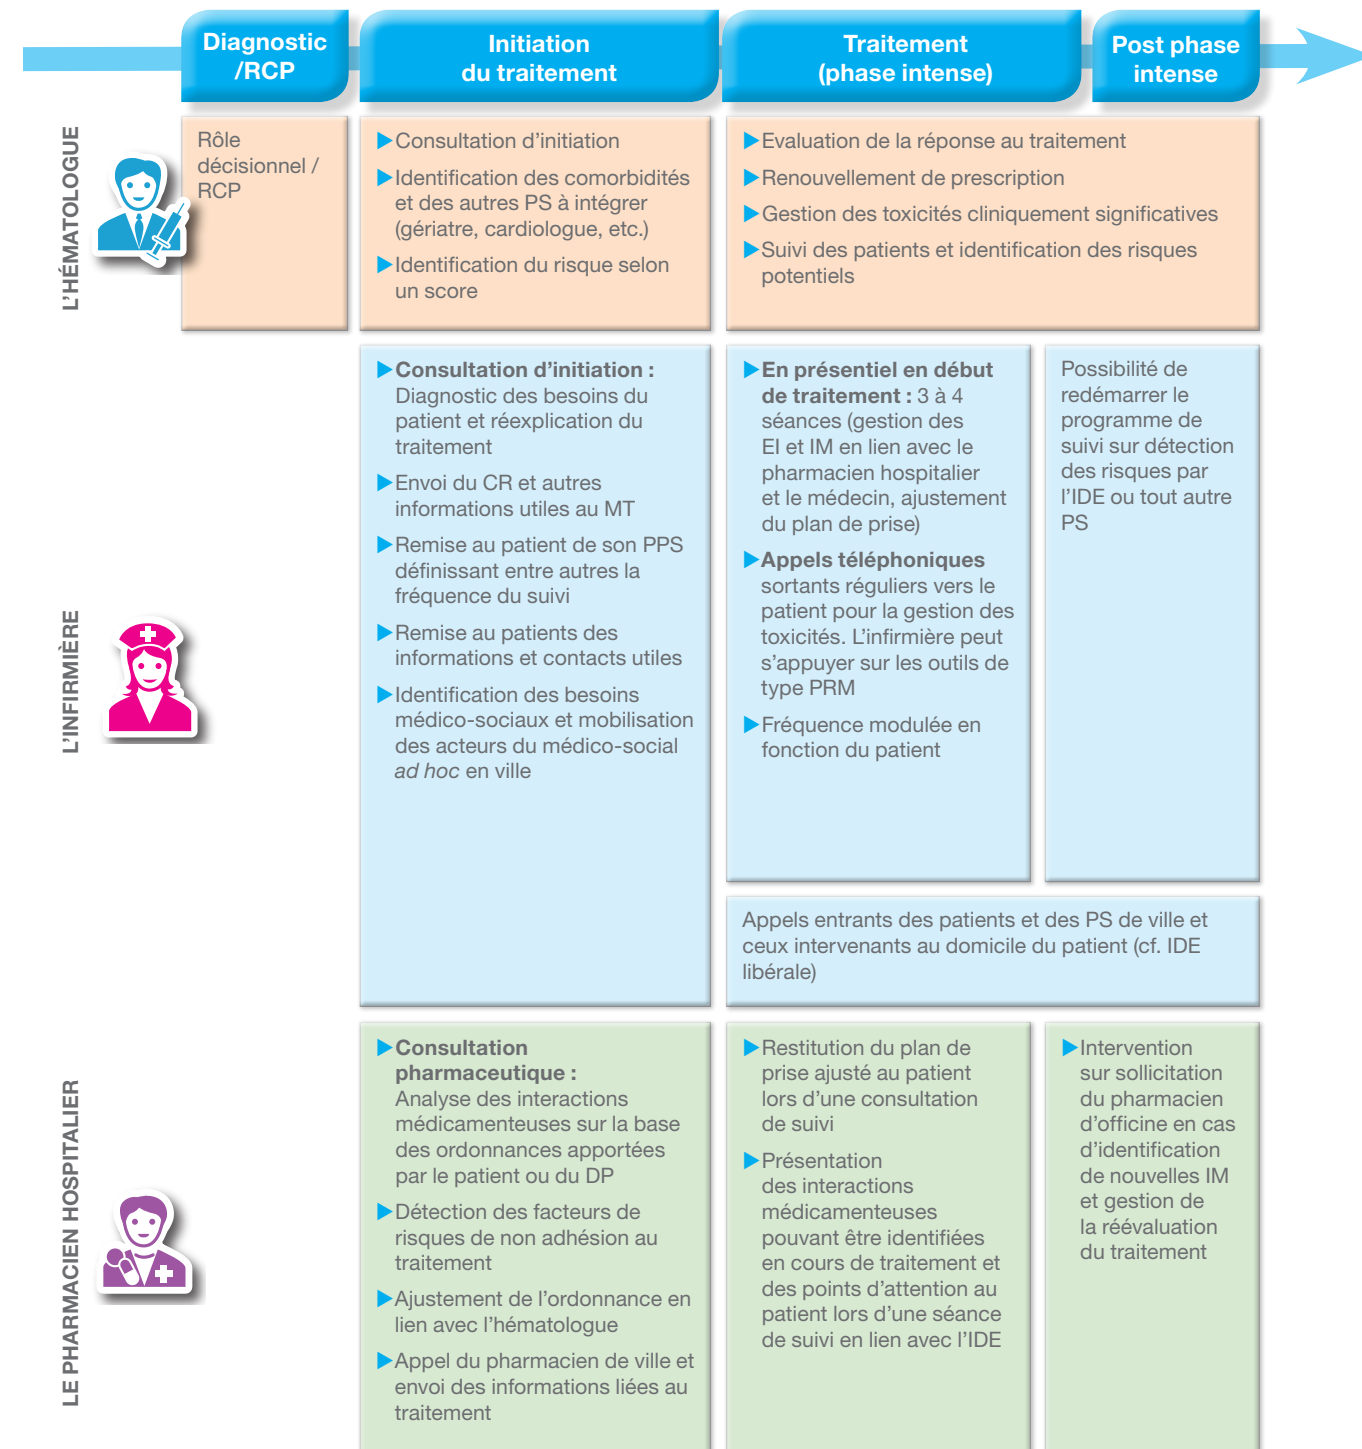 Diagnostic
/RCP
Initiation
du traitement
Traitement
(phase intense)
Post phase
intense
L'HÉMATOLOGUE
Rôle
décisionnel /
RCP
▶Consultation d'initiation
▶Identification des comorbidités
et des autres PS à intégrer
(gériatre, cardiologue, etc.)
▶Identification du risque selon
un score
▶Evaluation de la réponse au traitement
▶Renouvellement de prescription
▶Gestion des toxicités cliniquement significatives
▶Suivi des patients et identification des risques
potentiels
L'INFIRMIÈRE
▶Consultation d'initiation :
Diagnostic des besoins du
patient et réexplication du
traitement
▶Envoi du CR et autres
informations utiles au MT
▶Remise au patient de son PPS
définissant entre autres la
fréquence du suivi
▶Remise au patients des
informations et contacts utiles
▶Identification des besoins
médico-sociaux et mobilisation
des acteurs du médico-social
ad hoc en ville
▶En présentiel en début
de traitement : 3 à 4
séances (gestion des
EI et IM en lien avec le
pharmacien hospitalier
et le médecin, ajustement
du plan de prise)
▶Appels téléphoniques
sortants réguliers vers le
patient pour la gestion des
toxicités. L'infirmière peut
s'appuyer sur les outils de
type PRM
▶Fréquence modulée en
fonction du patient
Possibilité de
redémarrer le
programme de
suivi sur détection
des risques par
l'IDE ou tout autre
PS
Appels entrants des patients et des PS de ville et
ceux intervenants au domicile du patient (cf. IDE
libérale)
LE PHARMACIEN HOSPITALIER
▶Consultation
pharmaceutique :
Analyse des interactions
médicamenteuses sur la base
des ordonnances apportées
par le patient ou du DP
▶Détection des facteurs de
risques de non adhésion au
traitement
▶Ajustement de l'ordonnance en
lien avec l'hématologue
▶Appel du pharmacien de ville et
envoi des informations liées au
traitement
▶Restitution du plan de
prise ajusté au patient
lors d'une consultation
de suivi
▶Présentation
des interactions
médicamenteuses
pouvant être identifiées
en cours de traitement et
des points d'attention au
patient lors d'une séance
de suivi en lien avec l'IDE
▶Intervention
sur sollicitation
du pharmacien
d'officine en cas
d'identification
de nouvelles IM
et gestion de
la réévaluation
du traitement